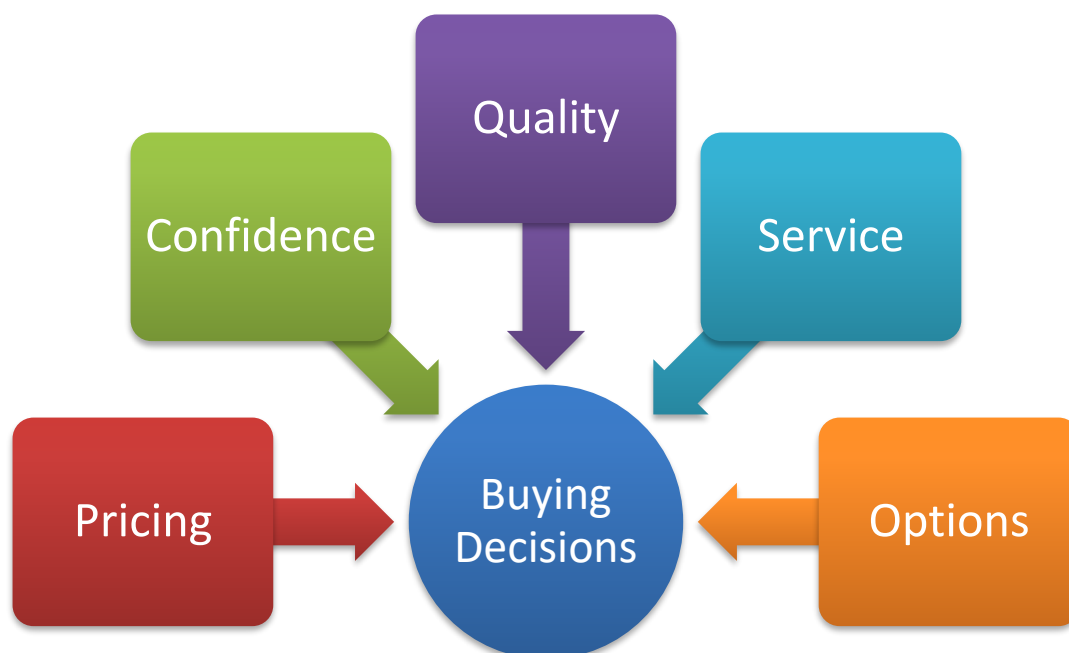 Quality
Confidence
Service
Pricing
Buying
Decisions
Options